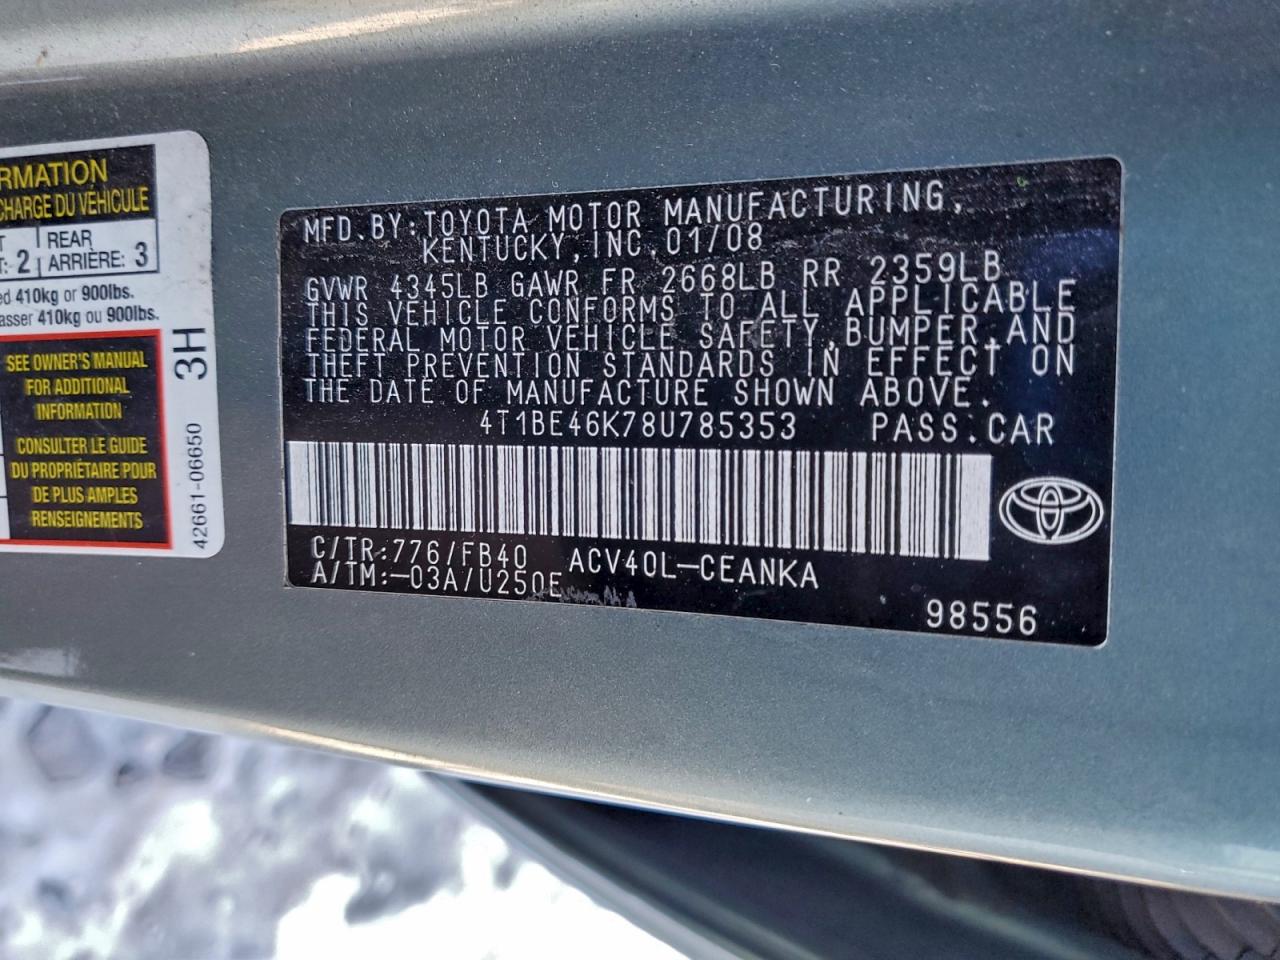 RMATION
CHARGE DU VÉHICULE
2 REAR
ARRIÈRE: 3
ed 410kg or 900lbs.
asser 410kg ou 900lbs.
SEE OWNER'S MANUAL
FOR ADDITIONAL
INFORMATION
CONSULTER LE GUIDE
DU PROPRIÉTAIRE POUR
DE PLUS AMPLES
RENSEIGNEMENTS
3H
42661-06650
MFD.BY:TOYOTA MOTOR MANUFACTURING,
KENTUCKY,INC.01/08
GVWR 4345LB GAWR FR 2668LB RR 2359LB
THIS VEHICLE CONFORMS TO ALL APPLICABLE
FEDERAL MOTOR VEHICLE SAFETY,BUMPER,AND
THEFT PREVENTION STANDARDS IN EFFECT ON
THE DATE OF MANUFACTURE SHOWN ABOVE.
4T1BE46K78U785353 PASS.CAR
C/TR:776/FB40 ACV40L-CEANKA
A/TM:-03A/U250E
98556